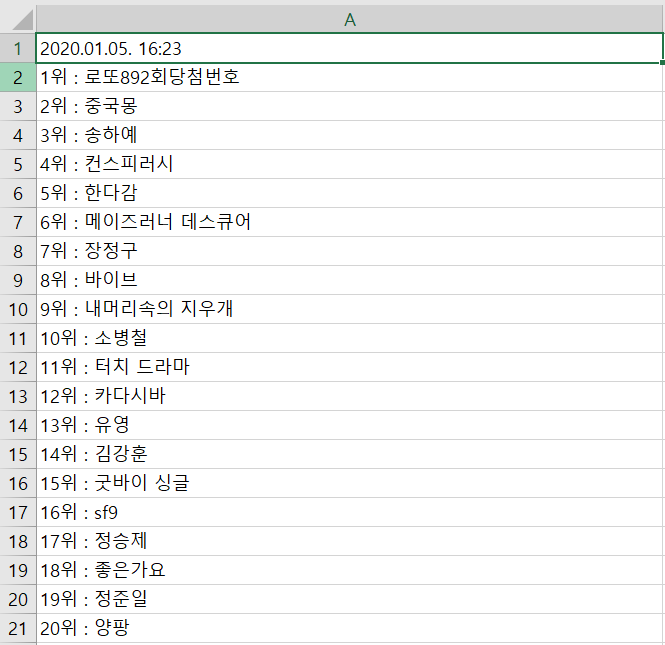 A
1 2020.01.05. 16:23
2 1위 : 로또892회당첨번호
3 2위 : 중국몽
4 3위 : 송하예
5 4위 : 컨스피러시
6 5위 : 한다감
7 6위 : 메이즈러너 데스큐어
8 7위 : 장정구
9 8위 : 바이브
10 9위 : 내머리속의 지우개
11 10위 : 소병철
12 11위 : 터치 드라마
13 12위 : 카다시바
14 13위 : 유영
15 14위 : 김강훈
16 15위 : 굿바이 싱글
17 16위 : sf9
18 17위 : 정승제
19 18위 : 좋은가요
20 19위 : 정준일
21 20위 : 양팡